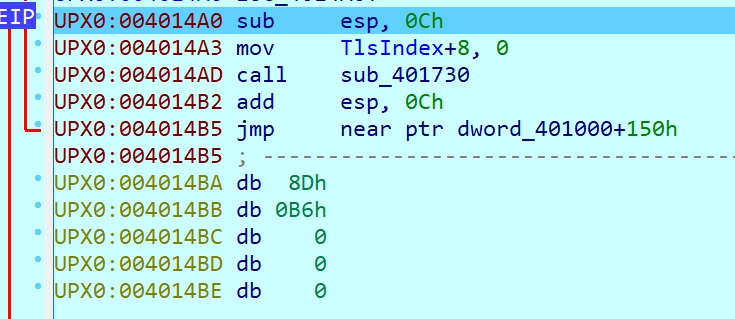 EIP
UPX0:004014A0 sub     esp, 0Ch
UPX0:004014A3 mov     TlsIndex+8, 0
UPX0:004014AD call    sub_401730
UPX0:004014B2 add     esp, 0Ch
UPX0:004014B5 jmp     near ptr dword_401000+150h
UPX0:004014B5 ; -----------------------------------
UPX0:004014BA db  8Dh
UPX0:004014BB db 0B6h
UPX0:004014BC db    0
UPX0:004014BD db    0
UPX0:004014BE db    0